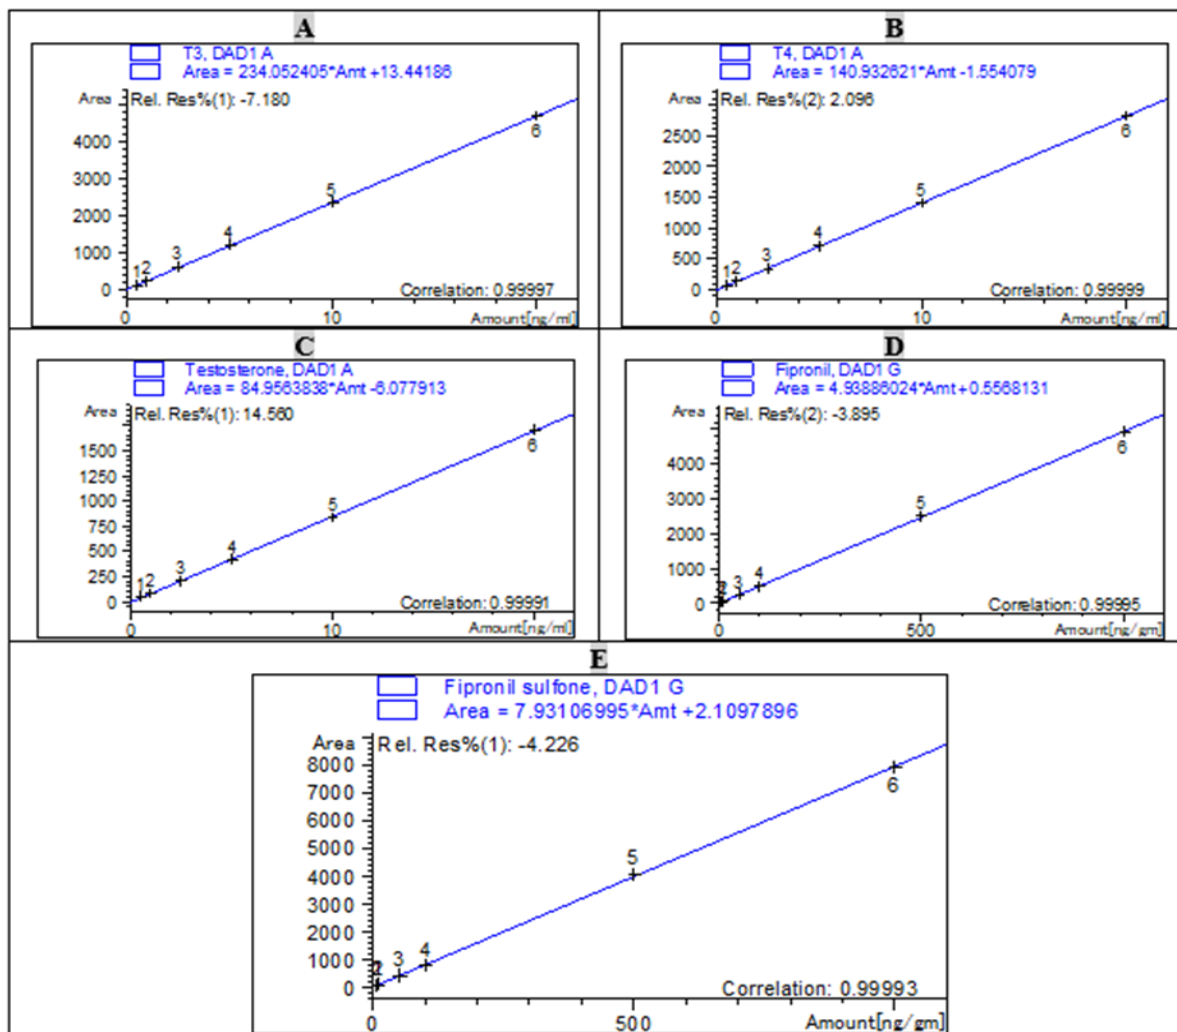 A
T3, DAD1 A
Area = 234.052405*Amt +13.44186
Area
Rel. Res%(1): -7.180
4000
3000
2000
1000
0
1
2
3
4
5
6
Correlation: 0.99997
0
10
Amount[ng/ml]
B
T4, DAD1 A
Area = 140.932621*Amt -1.554079
Area
Rel. Res%(2): 2.096
2500
2000
1500
1000
500
0
1
2
3
4
5
6
Correlation: 0.99999
0
10
Amount[ng/ml]
C
Testosterone, DAD1 A
Area = 84.9563838*Amt -6.077913
Area
Rel. Res%(1): 14.560
1500
1250
1000
750
500
250
0
1
2
3
4
5
6
Correlation: 0.99991
0
10
Amount[ng/ml]
D
Fipronil, DAD1 G
Area = 4.93886024*Amt +0.5568131
Area
Rel. Res%(2): -3.895
4000
3000
2000
1000
0
2
3
4
5
6
Correlation: 0.99995
0
500
Amount[ng/gm]
E
Fipronil sulfone, DAD1 G
Area = 7.93106995*Amt +2.1097896
Area
Rel. Res%(1): -4.226
8000
7000
6000
5000
4000
3000
2000
1000
0
2
3
4
5
6
Correlation: 0.99993
0
500
Amount[ng/gm]